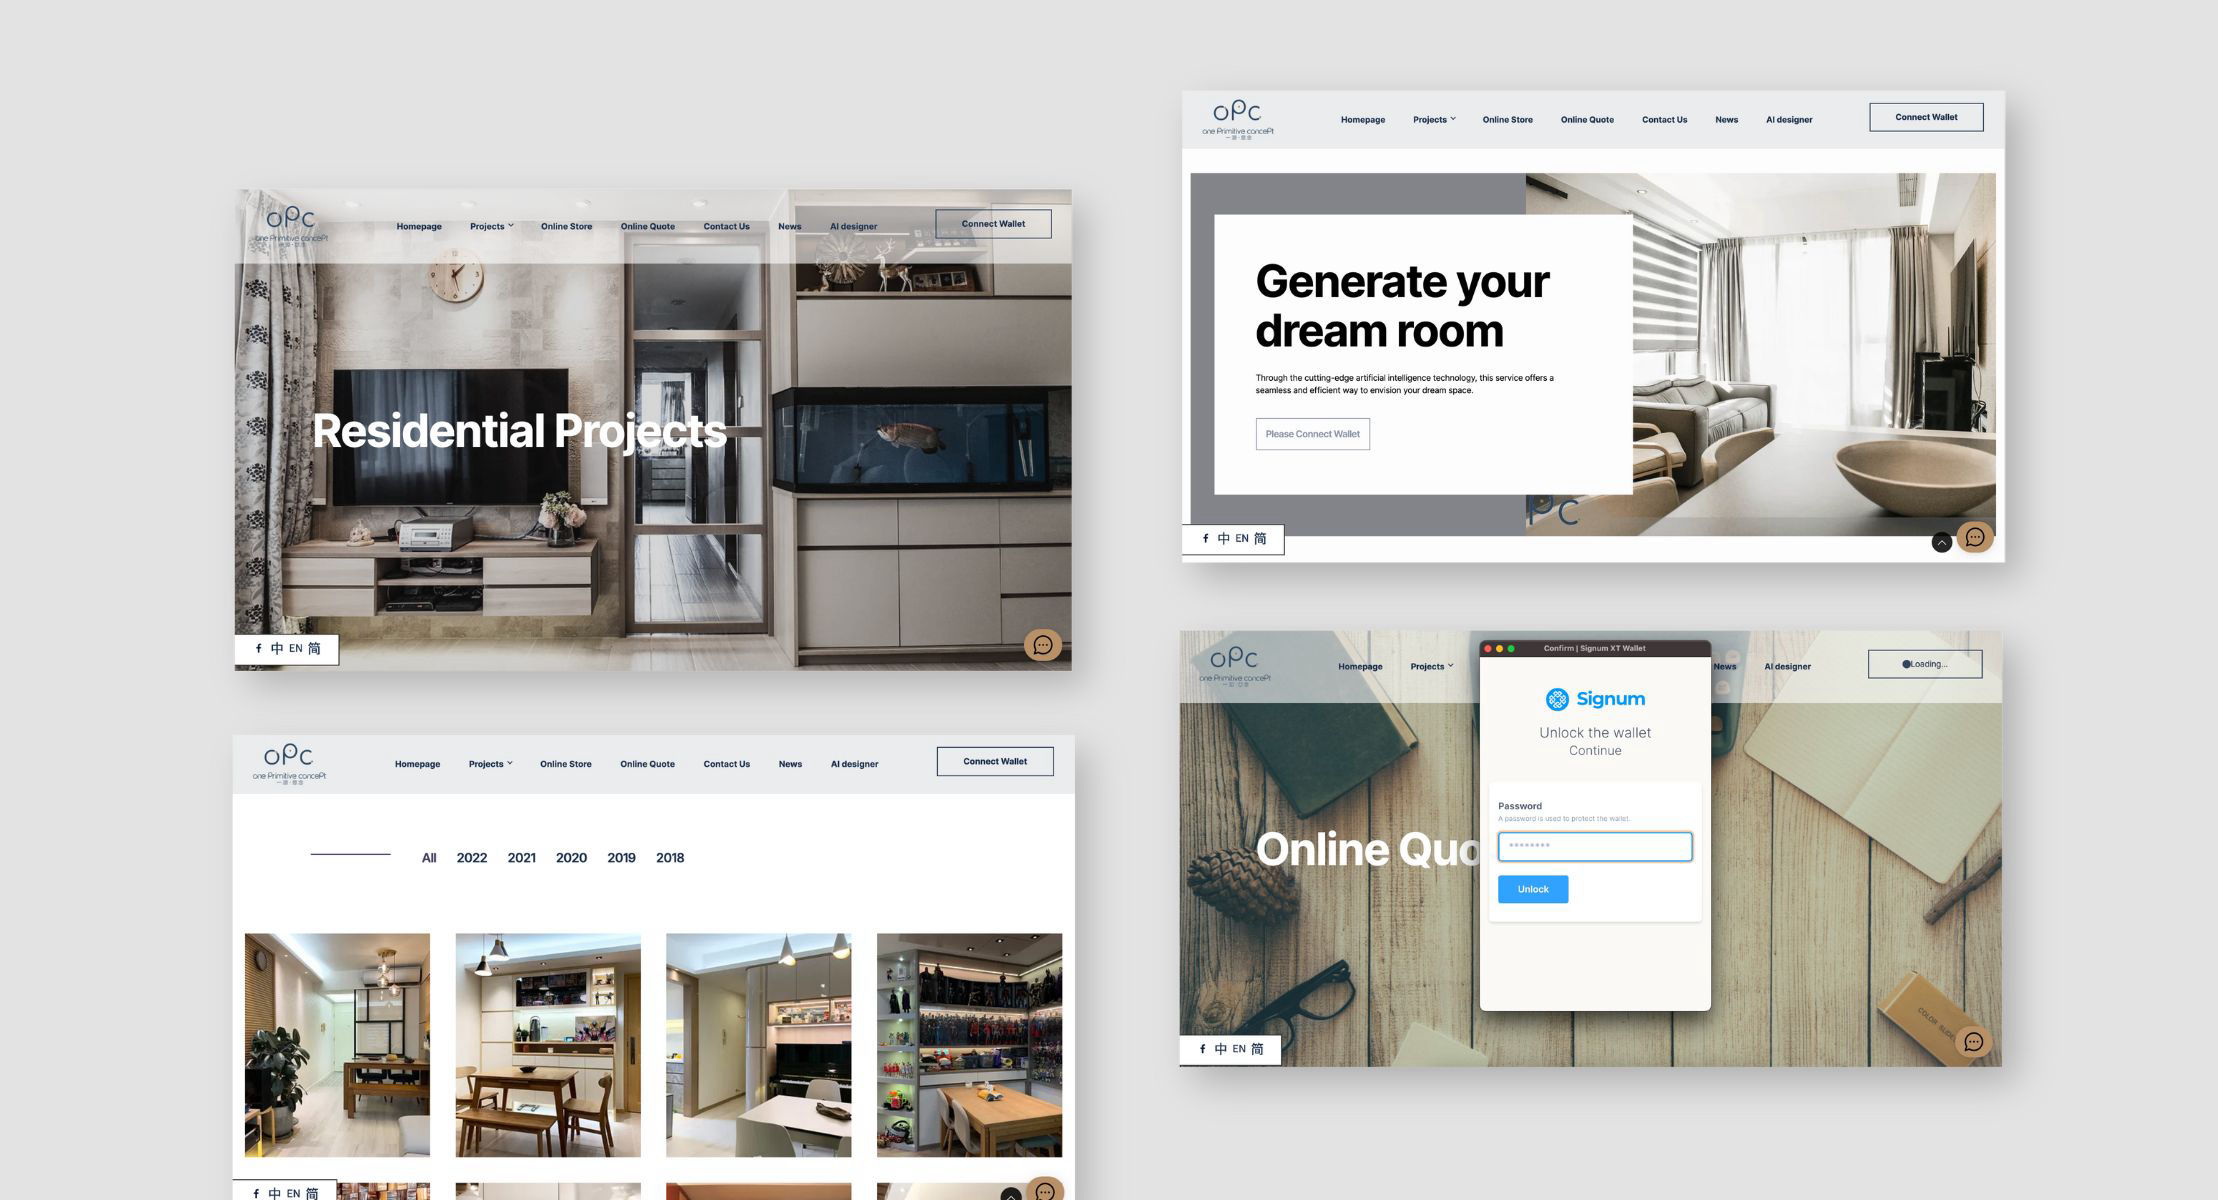 oPc
one Primitive concePt
Homepage
Projects
Online Store
Online Quote
Contact Us
News
AI designer
Connect Wallet
Residential Projects
f 中 EN 简
oPc
one Primitive concePt
Homepage
Projects
Online Store
Online Quote
Contact Us
News
AI designer
Connect Wallet
All 2022 2021 2020 2019 2018
f 中 EN 简
oPc
one Primitive concePt
Homepage
Projects
Online Store
Online Quote
Contact Us
News
AI designer
Connect Wallet
Generate your
dream room
Through the cutting-edge artificial intelligence technology, this service offers a
seamless and efficient way to envision your dream space.
Please Connect Wallet
Pc
f 中 EN 简
oPc
one Primitive concePt
Homepage
Projects
News
AI designer
Loading...
Online Quo
Confirm | Signum XT Wallet
Signum
Unlock the wallet
Continue
Password
A password is used to protect the wallet.
********
Unlock
f 中 EN 简